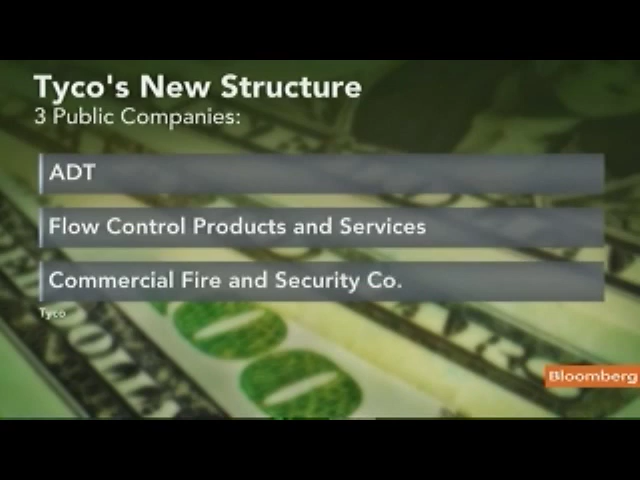 Tyco's New Structure
3 Public Companies:
ADT
Flow Control Products and Services
Commercial Fire and Security Co.
Tyco
Bloomberg